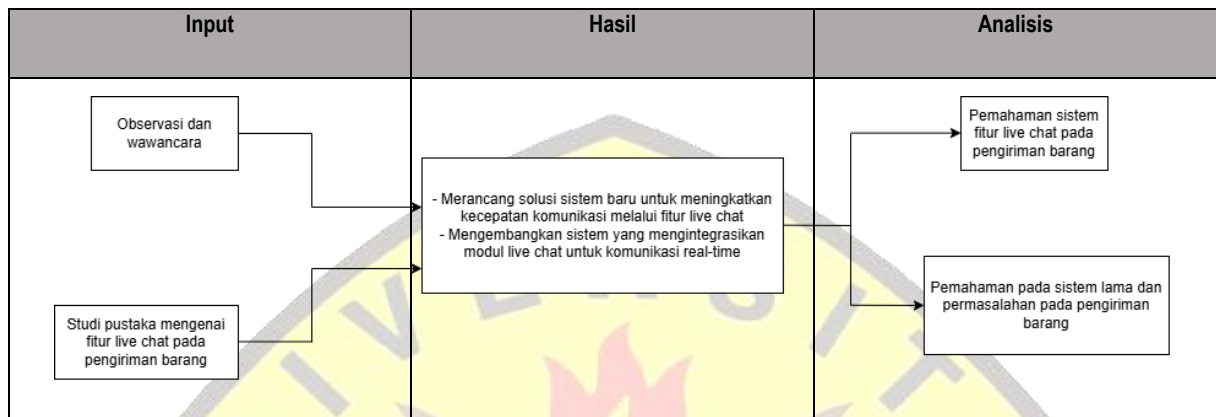 Input
Hasil
Analisis
Observasi dan
wawancara
Studi pustaka mengenai
fitur live chat pada
pengiriman barang
- Merancang solusi sistem baru untuk meningkatkan
kecepatan komunikasi melalui fitur live chat
- Mengembangkan sistem yang mengintegrasikan
modul live chat untuk komunikasi real-time
Pemahaman sistem
fitur live chat pada
pengiriman barang
Pemahaman pada sistem lama dan
permasalahan pada pengiriman
barang